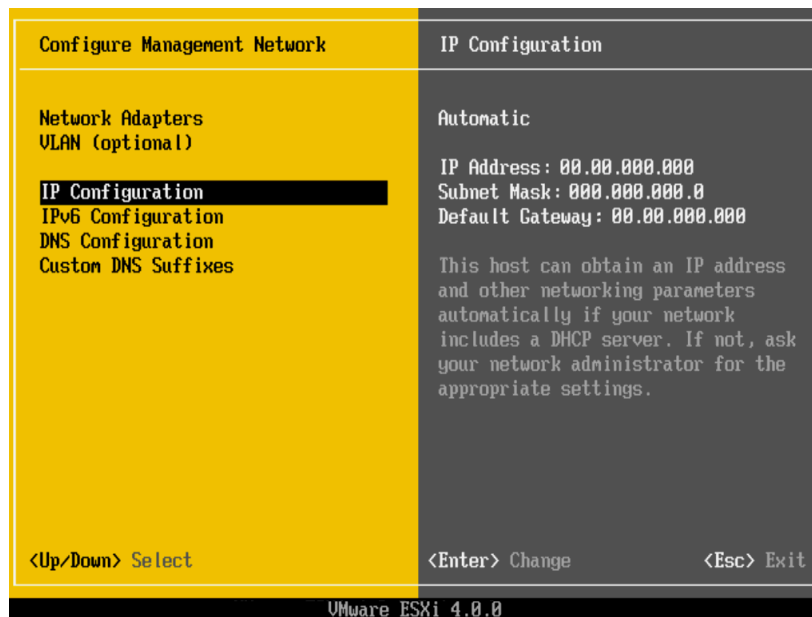 Configure Management Network
Network Adapters
VLAN (optional)
IP Configuration
IPv6 Configuration
DNS Configuration
Custom DNS Suffixes
<Up/Down> Select
IP Configuration
Automatic
IP Address: 00.00.000.000
Subnet Mask: 000.000.000.0
Default Gateway: 00.00.000.000
This host can obtain an IP address
and other networking parameters
automatically if your network
includes a DHCP server. If not, ask
your network administrator for the
appropriate settings.
<Enter> Change <Esc> Exit
VMware ESXi 4.0.0